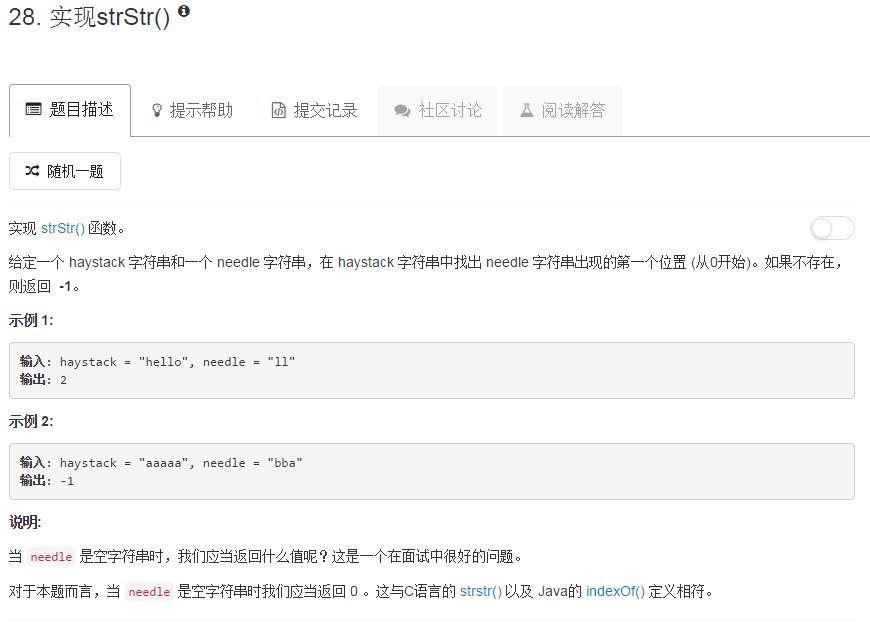 28. 实现strStr()
题目描述 提示帮助 提交记录 社区讨论 阅读解答
随机一题
实现 strStr() 函数。
给定一个 haystack 字符串和一个 needle 字符串，在 haystack 字符串中找出 needle 字符串出现的第一个位置 (从0开始)。如果不存在，
则返回 -1。
示例 1:
输入: haystack = "hello", needle = "ll"
输出: 2
示例 2:
输入: haystack = "aaaaa", needle = "bba"
输出: -1
说明:
当 needle 是空字符串时，我们应当返回什么值呢？这是一个在面试中很好的问题。
对于本题而言，当 needle 是空字符串时我们应当返回 0 。这与C语言的 strstr() 以及 Java的 indexOf() 定义相符。